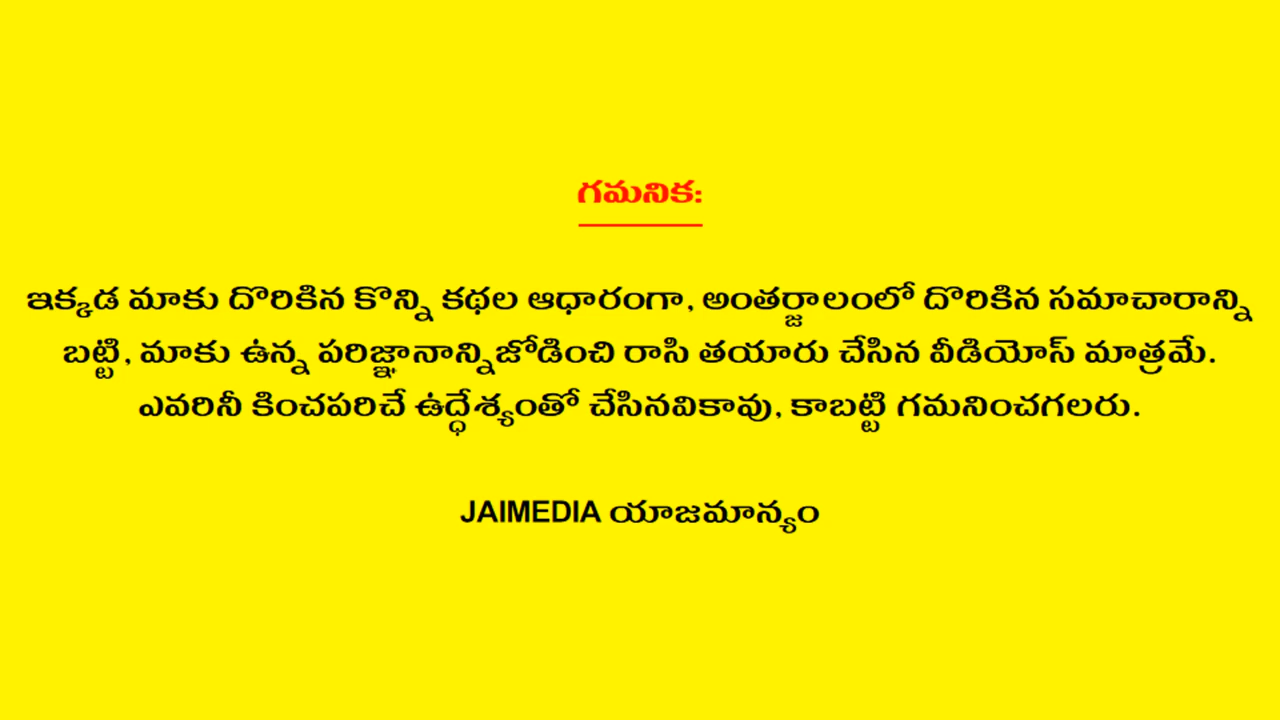 గమనిక:
ఇక్కడ మాకు దొరికిన కొన్ని కథల ఆధారంగా, అంతర్జాలంలో దొరికిన సమాచారాన్ని
బట్టి, మాకు ఉన్న పరిజ్ఞానాన్నిజోడించి రాసి తయారు చేసిన వీడియోస్ మాత్రమే.
ఎవరినీ కించపరిచే ఉద్ధేశ్యంతో చేసినవికావు, కాబట్టి గమనించగలరు.
JAIMEDIA యాజమాన్యం